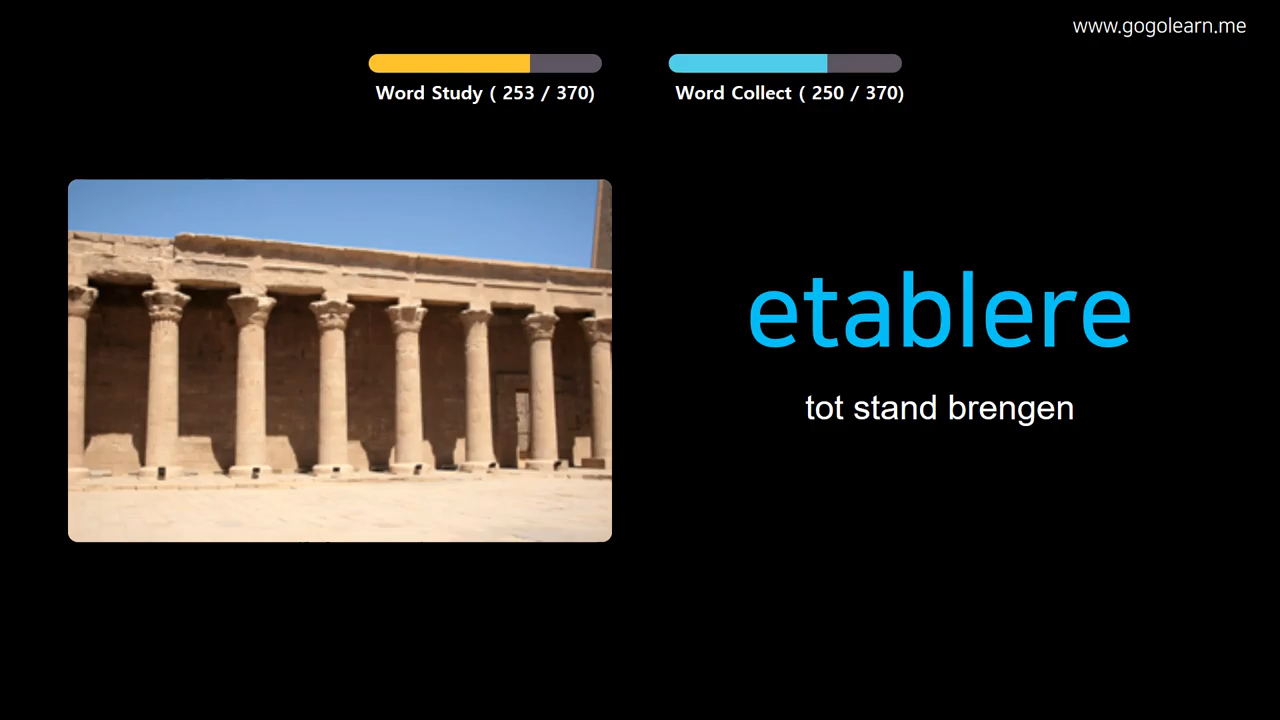 www.gogolearn.me
Word Study ( 253 / 370)
Word Collect ( 250 / 370)
etablere
tot stand brengen